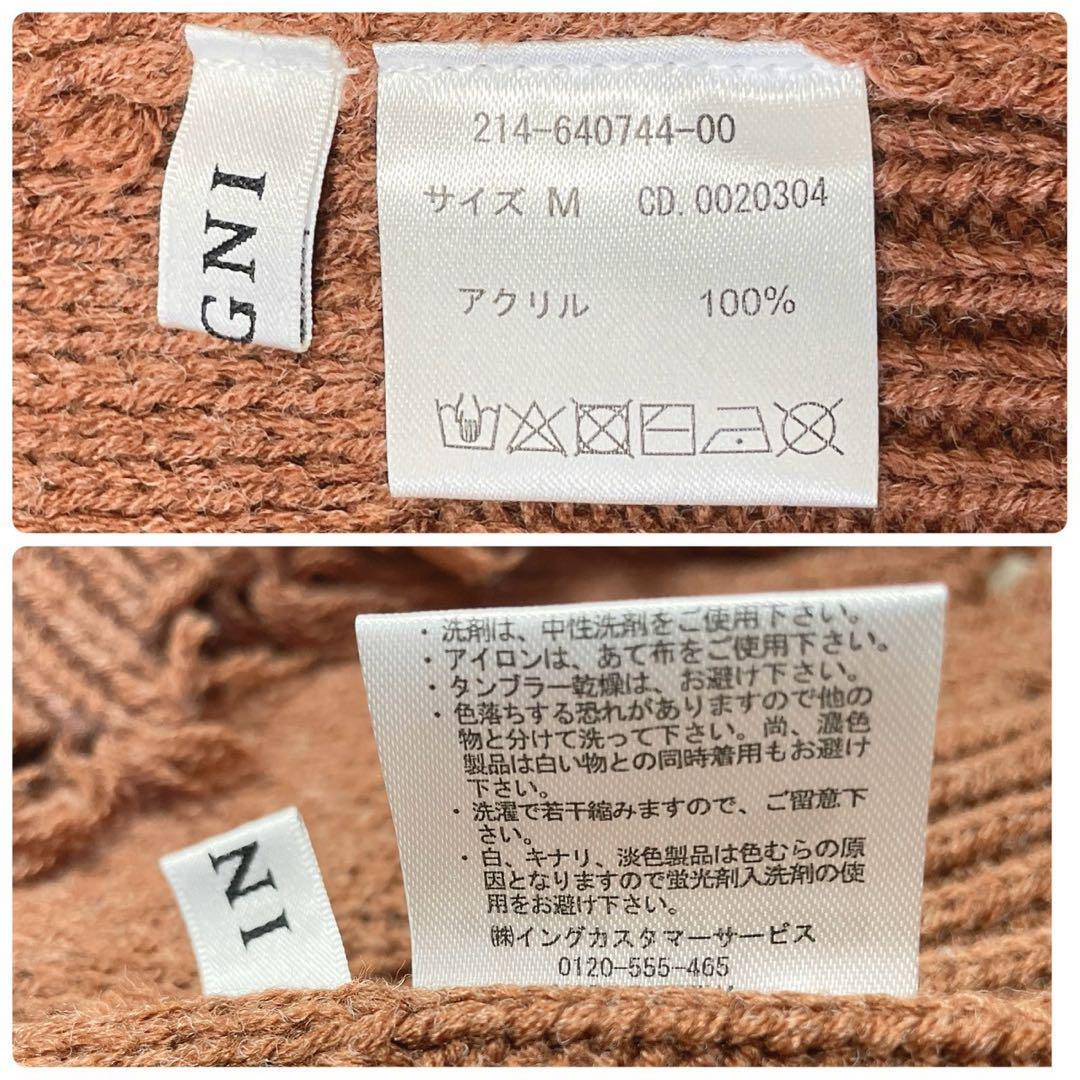 INGNI
214-640744-00
サイズ M CD.0020304
アクリル 100%
・洗剤は、中性洗剤をご使用下さい。
・アイロンは、あて布をご使用下さい。
・タンブラー乾燥は、お避け下さい。
・色落ちする恐れがありますので他の
物と分けて洗って下さい。尚、濃色
製品は白い物との同時着用もお避け
下さい。
・洗濯で若干縮みますので、ご留意下
さい。
・白、キナリ、淡色製品は色むらの原
因となりますので蛍光剤入洗剤の使
用をお避け下さい。
㈱イングカスタマーサービス
0120-555-465
IN